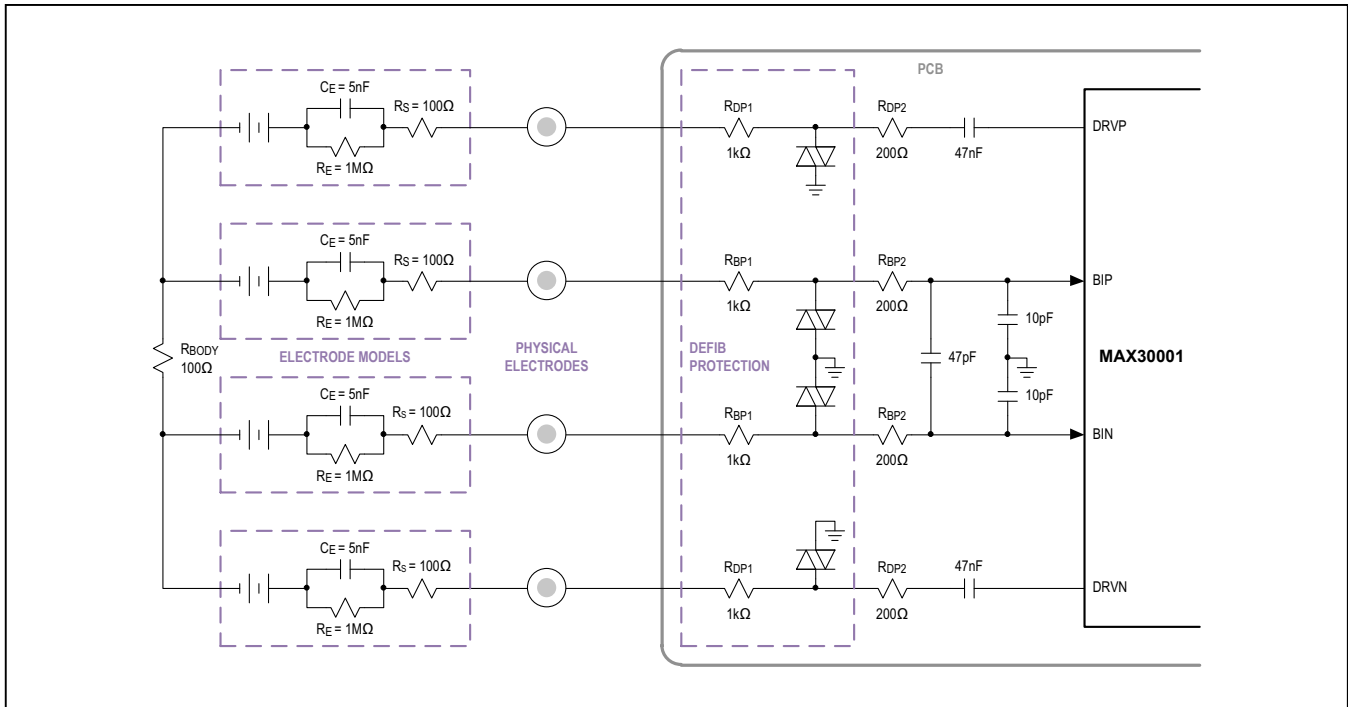 PCB
CE = 5nF
RS = 100Ω
RE = 1MΩ
RDP1
1kΩ
RDP2
200Ω
47nF
DRVP
CE = 5nF
RS = 100Ω
RE = 1MΩ
RBP1
1kΩ
RBP2
200Ω
BIP
RBODY
100Ω
ELECTRODE MODELS
PHYSICAL
ELECTRODES
DEFIB
PROTECTION
47pF
10pF
10pF
MAX30001
CE = 5nF
RS = 100Ω
RE = 1MΩ
RBP1
1kΩ
RBP2
200Ω
BIN
CE = 5nF
RS = 100Ω
RE = 1MΩ
RDP1
1kΩ
RDP2
200Ω
47nF
DRVN